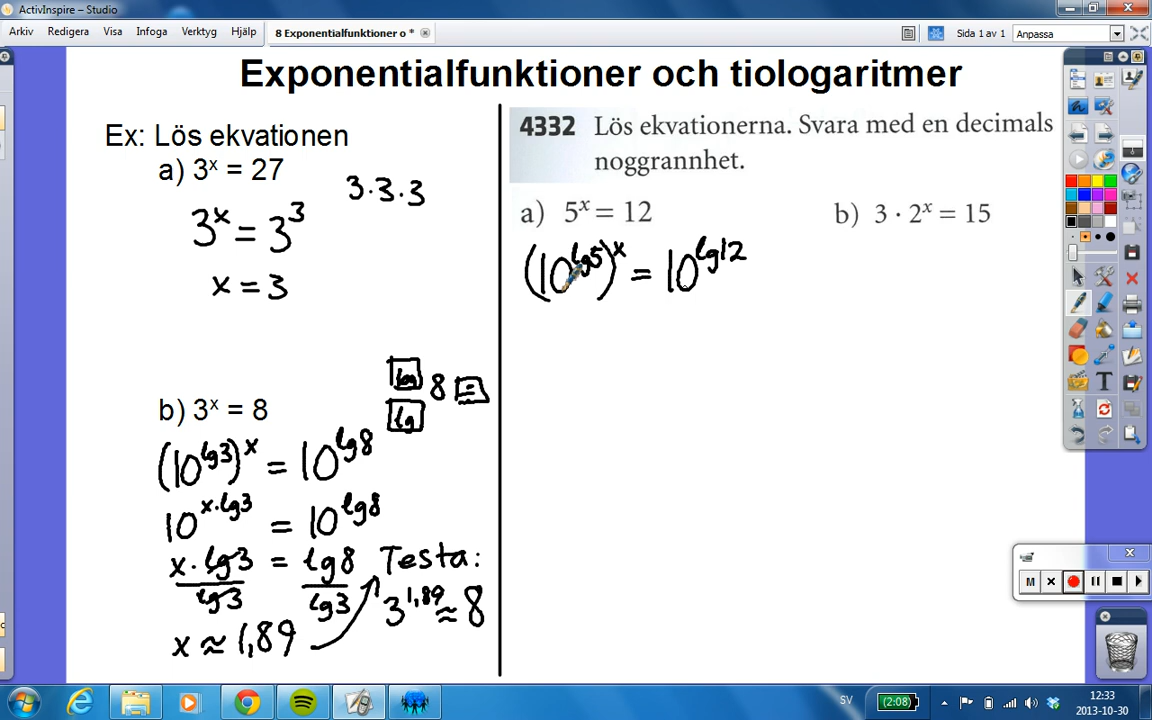 ActivInspire – Studio
Arkiv Redigera Visa Infoga Verktyg Hjälp
8 Exponentialfunktioner o *
Sida 1 av 1
Anpassa
Exponentialfunktioner och tiologaritmer
Ex: Lös ekvationen
a) 3ˣ = 27
3·3·3
3ˣ = 3³
x = 3
b) 3ˣ = 8
log 8 =
lg
(10^lg3)^x = 10^lg8
10^x·lg3 = 10^lg8
x·lg3 = lg8
lg3 lg3
x ≈ 1,89
Testa:
3^1,89 ≈ 8
4332 Lös ekvationerna. Svara med en decimals
noggrannhet.
a) 5ˣ = 12
b) 3 · 2ˣ = 15
(10^lg5)^x = 10^lg12
M
SV
(2:08)
12:33
2013-10-30